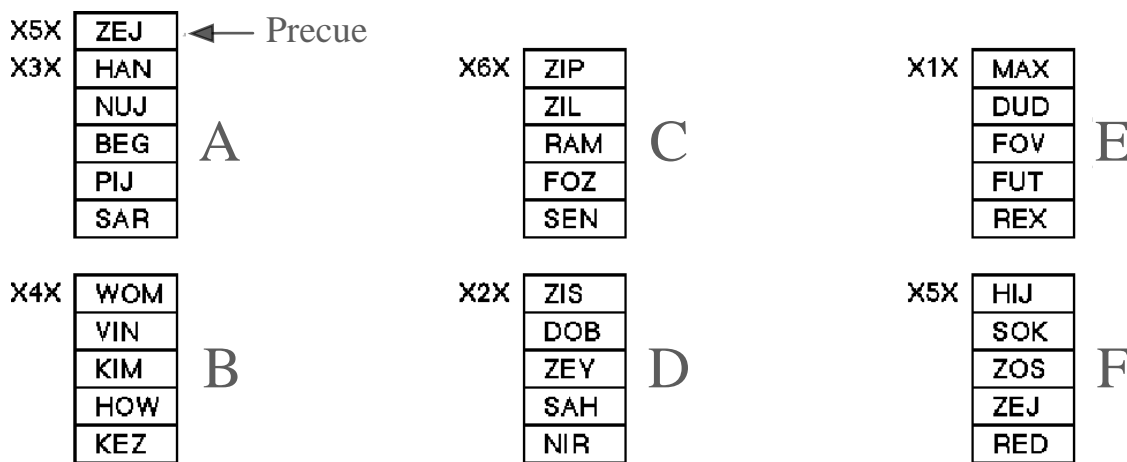 X5X ZEJ Precue
X3X HAN
NUJ
BEG
PIJ
SAR
A
X6X ZIP
ZIL
RAM
FOZ
SEN
C
X1X MAX
DUD
FOV
FUT
REX
E
X4X WOM
VIN
KIM
HOW
KEZ
B
X2X ZIS
DOB
ZEY
SAH
NIR
D
X5X HIJ
SOK
ZOS
ZEJ
RED
F